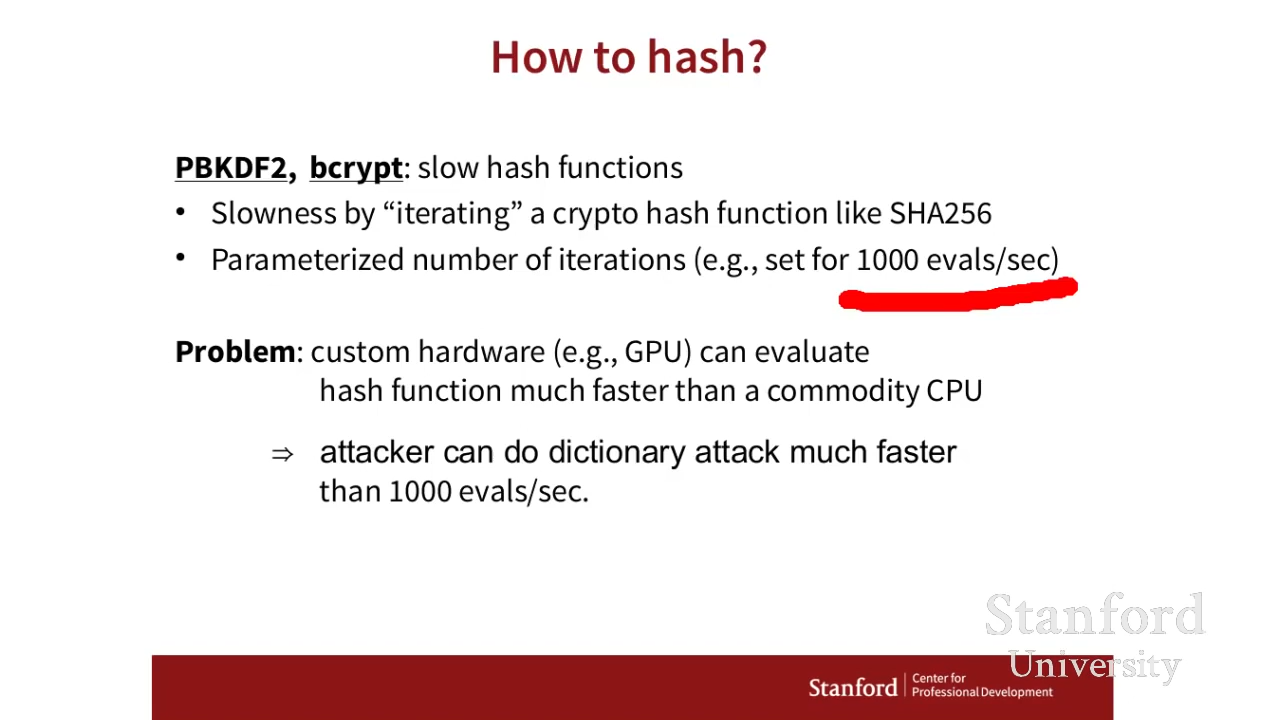 How to hash?
PBKDF2, bcrypt: slow hash functions
• Slowness by “iterating” a crypto hash function like SHA256
• Parameterized number of iterations (e.g., set for 1000 evals/sec)
Problem: custom hardware (e.g., GPU) can evaluate
hash function much faster than a commodity CPU
⇒ attacker can do dictionary attack much faster
than 1000 evals/sec.
Stanford
University
Stanford | Center for
Professional Development